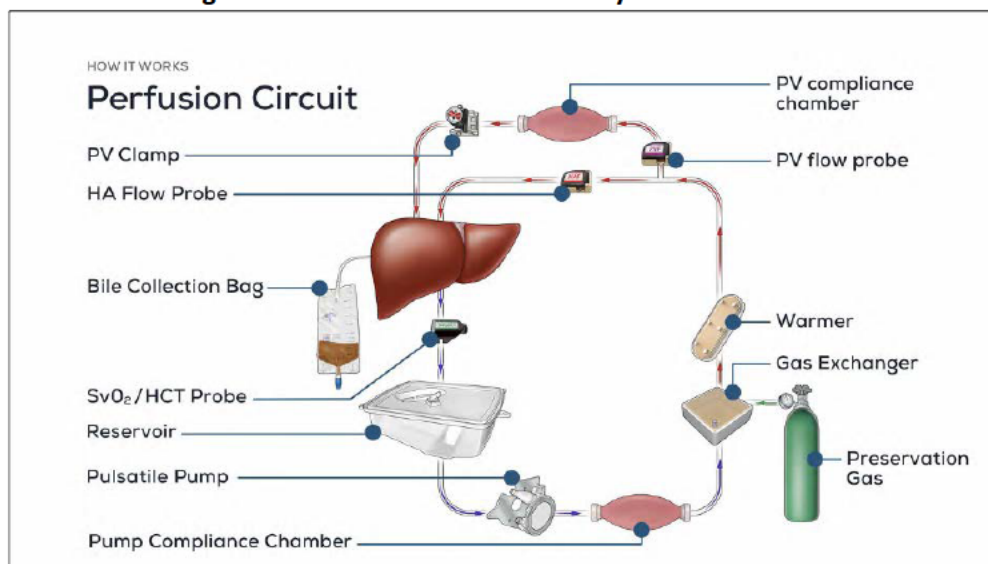 HOW IT WORKS
Perfusion Circuit
PV Clamp
HA Flow Probe
Bile Collection Bag
SvO₂/HCT Probe
Reservoir
Pulsatile Pump
Pump Compliance Chamber
PV compliance
chamber
PV flow probe
Warmer
Gas Exchanger
Preservation
Gas